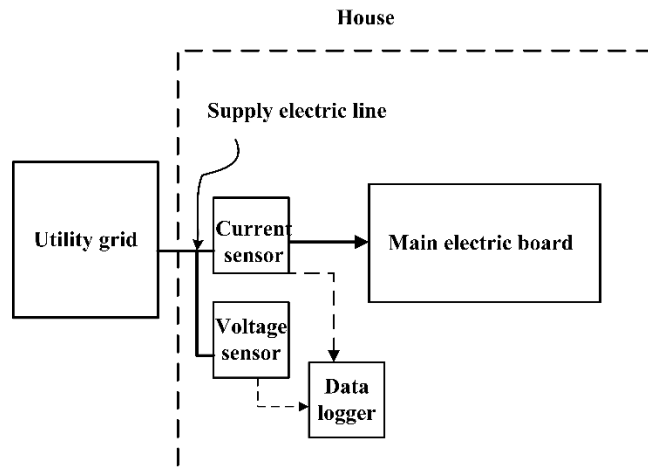 House
Supply electric line
Utility grid
Current
sensor
Main electric board
Voltage
sensor
Data
logger